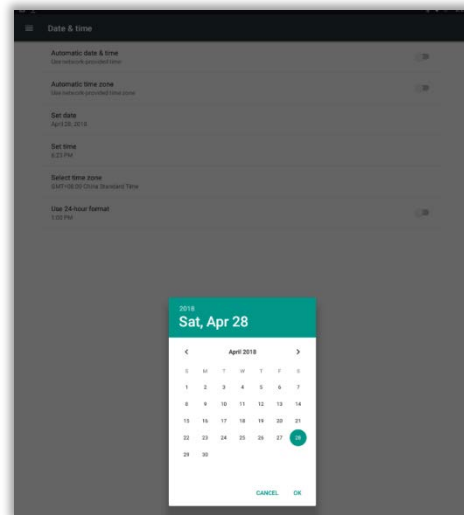 Date & time
Automatic date & time
Use network-provided time
Automatic time zone
Use network-provided time zone
Set date
April 28, 2018
Set time
6:23 PM
Select time zone
GMT+08:00 China Standard Time
Use 24-hour format
1:00 PM
2018
Sat, Apr 28
April 2018
S M T W T F S
1 2 3 4 5 6 7
8 9 10 11 12 13 14
15 16 17 18 19 20 21
22 23 24 25 26 27 28
29 30
CANCEL OK